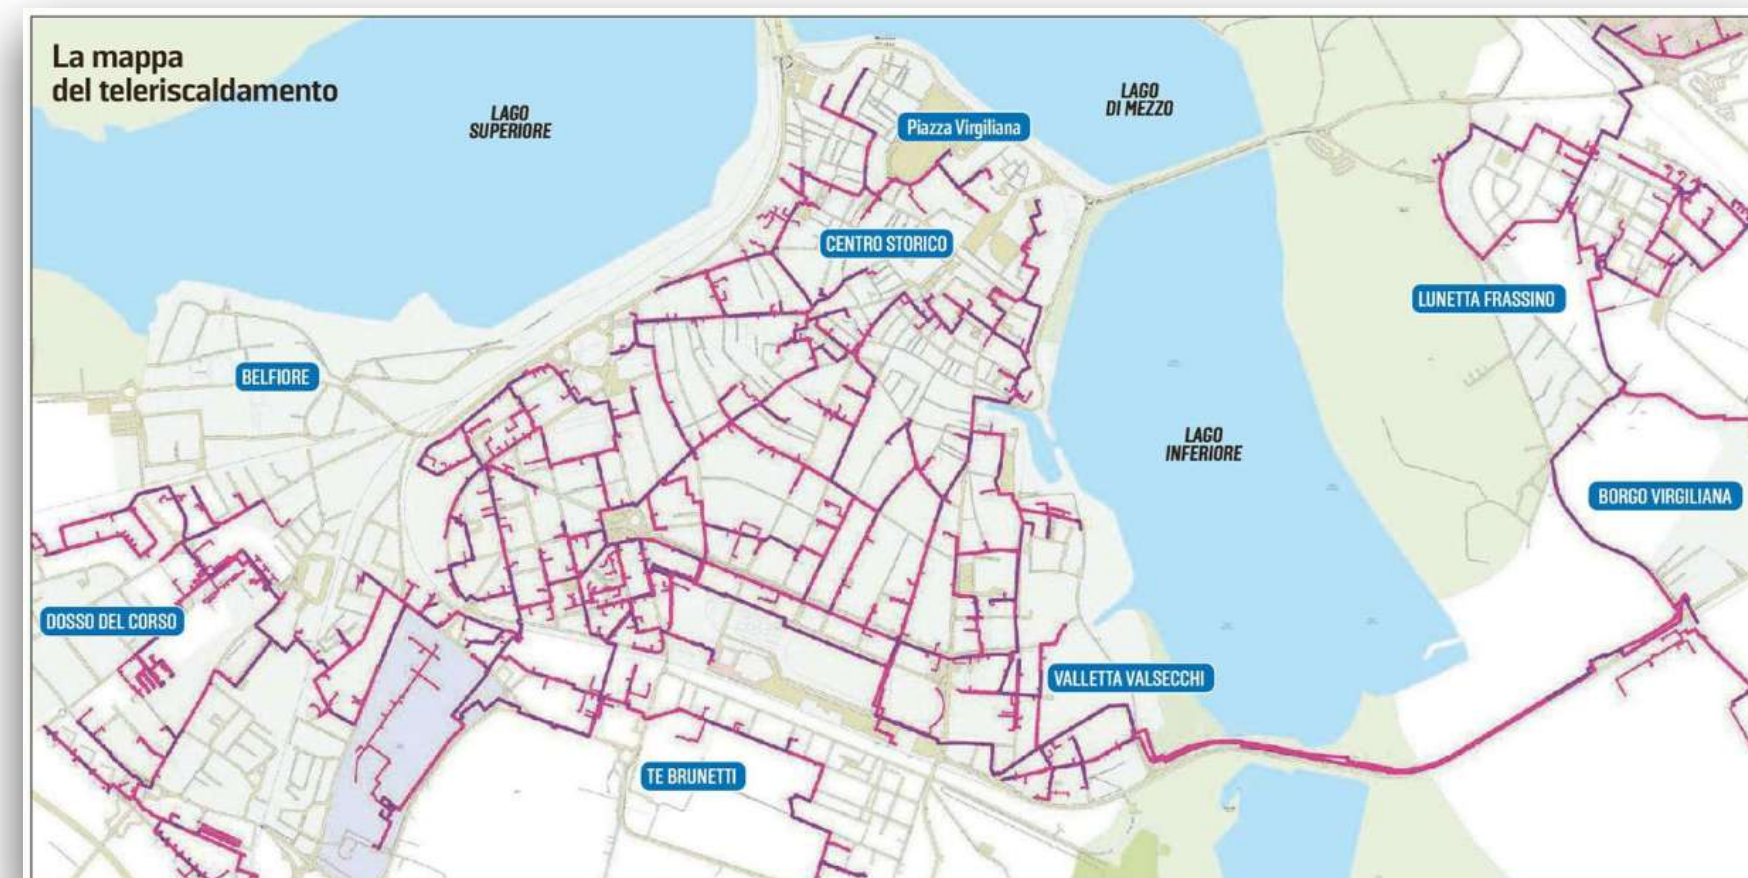 La mappa
del teleriscaldamento
LAGO
SUPERIORE
LAGO
DI MEZZO
Piazza Virgiliana
CENTRO STORICO
LUNETTA FRASSINO
BELFIORE
LAGO
INFERIORE
BORGO VIRGILIANA
DOSSO DEL CORSO
VALLETTA VALSECCHI
TE BRUNETTI